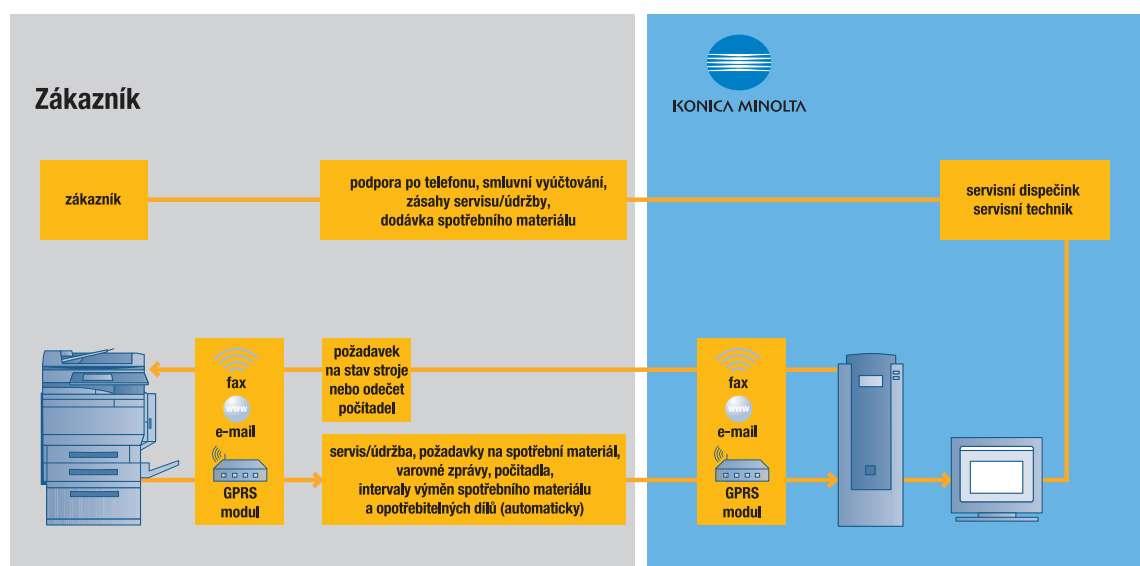 Zákazník
KONICA MINOLTA
zákazník
podpora po telefonu, smluvní vyúčtování,
zásahy servisu/údržby,
dodávka spotřebního materiálu
servisní dispečink
servisní technik
fax
www
e-mail
GPRS
modul
požadavek
na stav stroje
nebo odečet
počítadel
servis/údržba, požadavky na spotřební materiál,
varovné zprávy, počitadla,
intervaly výměn spotřebního materiálu
a opotřebitelných dílů (automaticky)
fax
www
e-mail
GPRS
modul